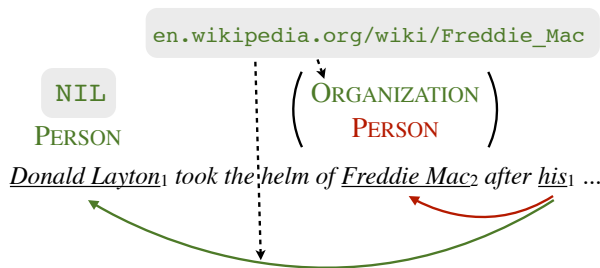 en.wikipedia.org/wiki/Freddie_Mac
NIL
ORGANIZATION
PERSON
PERSON
Donald Layton1 took the helm of Freddie Mac2 after his1 ...